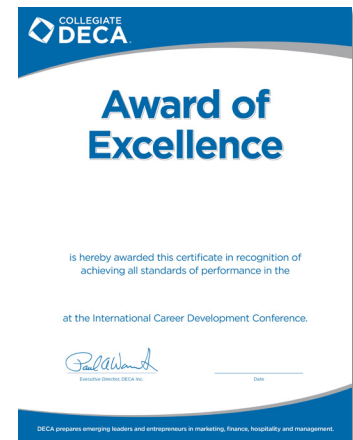 COLLEGIATE
DECA
Award of
Excellence
is hereby awarded this certificate in recognition of
achieving all standards of performance in the
at the International Career Development Conference.
Executive Director, DECA Inc.
Date
DECA prepares emerging leaders and entrepreneurs in marketing, finance, hospitality and management.